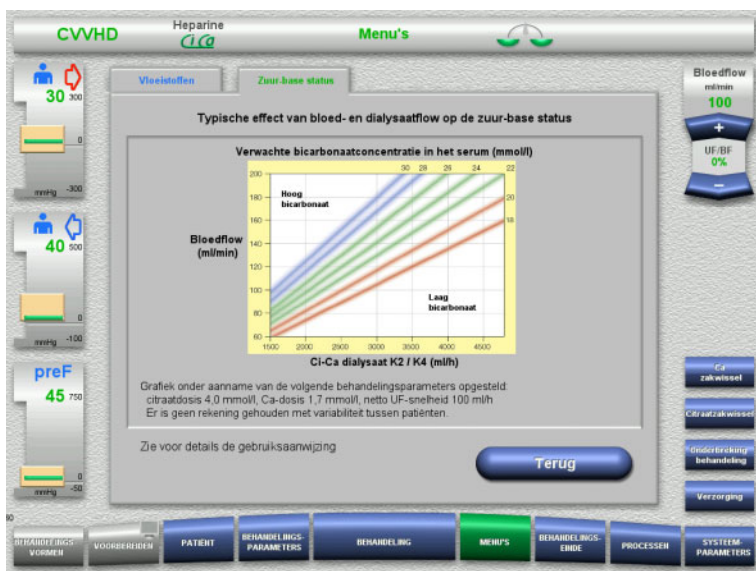 CVVHD
Heparine
Ci Ca
Menu's
30
300
0
mmHg
-300
40
500
0
mmHg
-100
preF
45
750
0
mmHg
-50
Vloeistoffen
Zuur-base status
Typische effect van bloed- en dialysaatflow op de zuur-base status
Verwachte bicarbonaatconcentratie in het serum (mmol/l)
30 28 26 24 22
20
18
Hoog
bicarbonaat
Laag
bicarbonaat
Bloedflow
(ml/min)
200
180
160
140
120
100
80
60
1500 2000 2500 3000 3500 4000 4500
Ci-Ca dialysaat K2 / K4 (ml/h)
Grafiek onder aanname van de volgende behandelingsparameters opgesteld:
citraatdosis 4,0 mmol/l, Ca-dosis 1,7 mmol/l, netto UF-snelheid 100 ml/h
Er is geen rekening gehouden met variabiliteit tussen patiënten.
Zie voor details de gebruiksaanwijzing
Terug
Bloedflow
ml/min
100
+
UF/BF
0%
−
Ca
zakwissel
Citraatzakwissel
Onderbreking
behandeling
Verzorging
BEHANDELINGS-
VORMEN
VOORBEREIDEN
PATIËNT
BEHANDELINGS-
PARAMETERS
BEHANDELING
MENU'S
BEHANDELINGS-
EINDE
PROCESSEN
SYSTEEM-
PARAMETERS